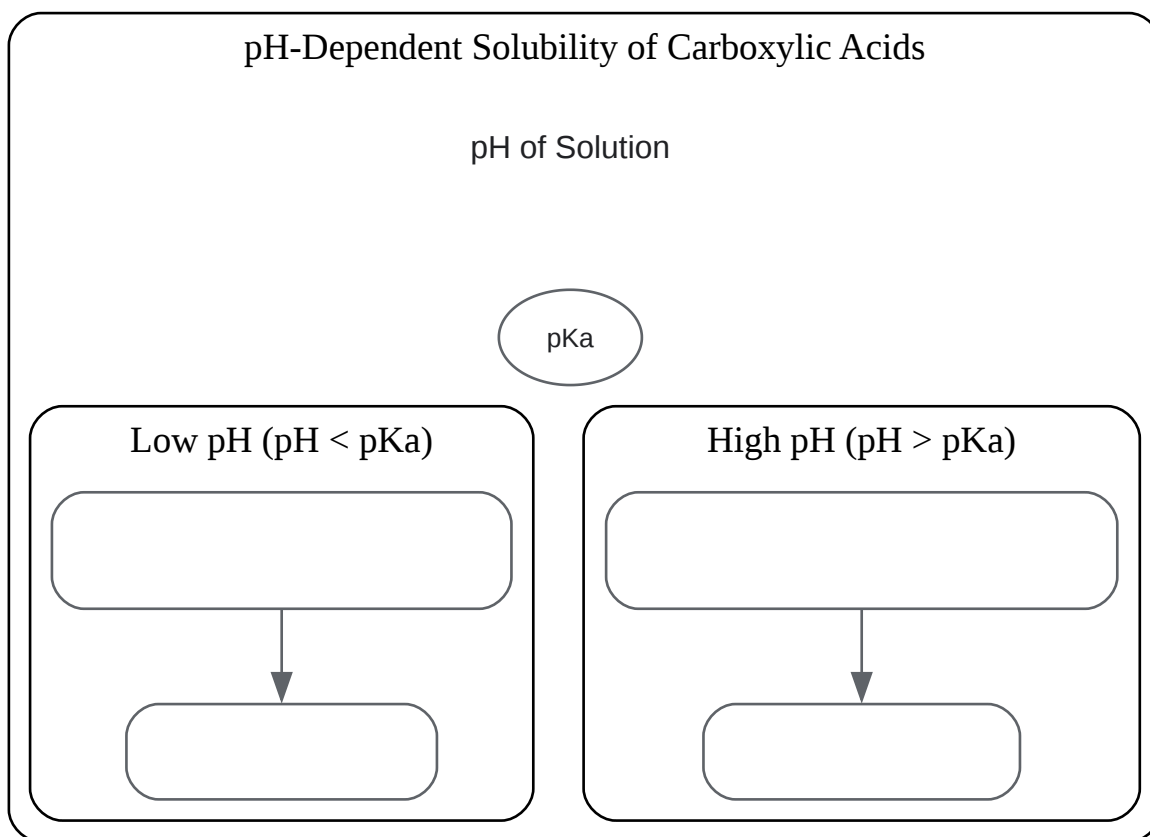 pH-Dependent Solubility of Carboxylic Acids
pH of Solution
pKa
Low pH (pH < pKa)
High pH (pH > pKa)